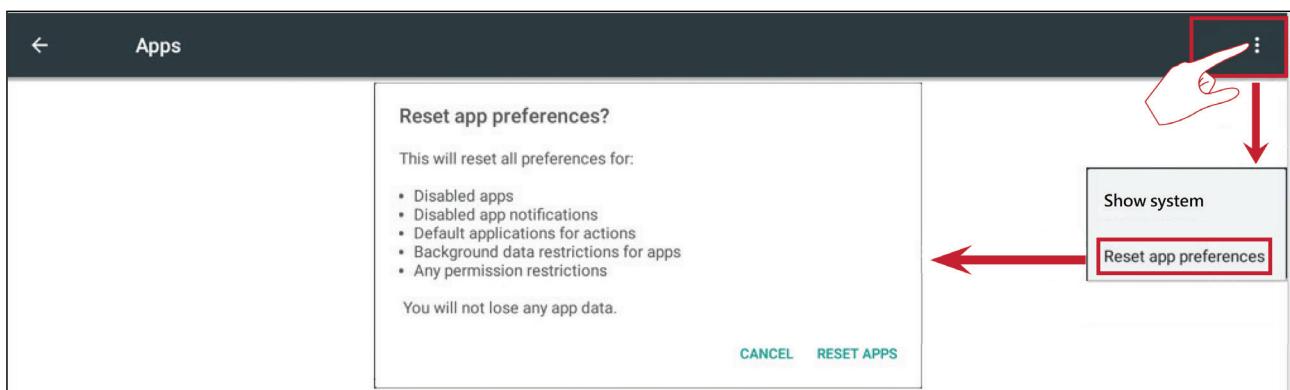 Apps
Reset app preferences?
This will reset all preferences for:
• Disabled apps
• Disabled app notifications
• Default applications for actions
• Background data restrictions for apps
• Any permission restrictions
You will not lose any app data.
CANCEL RESET APPS
Show system
Reset app preferences